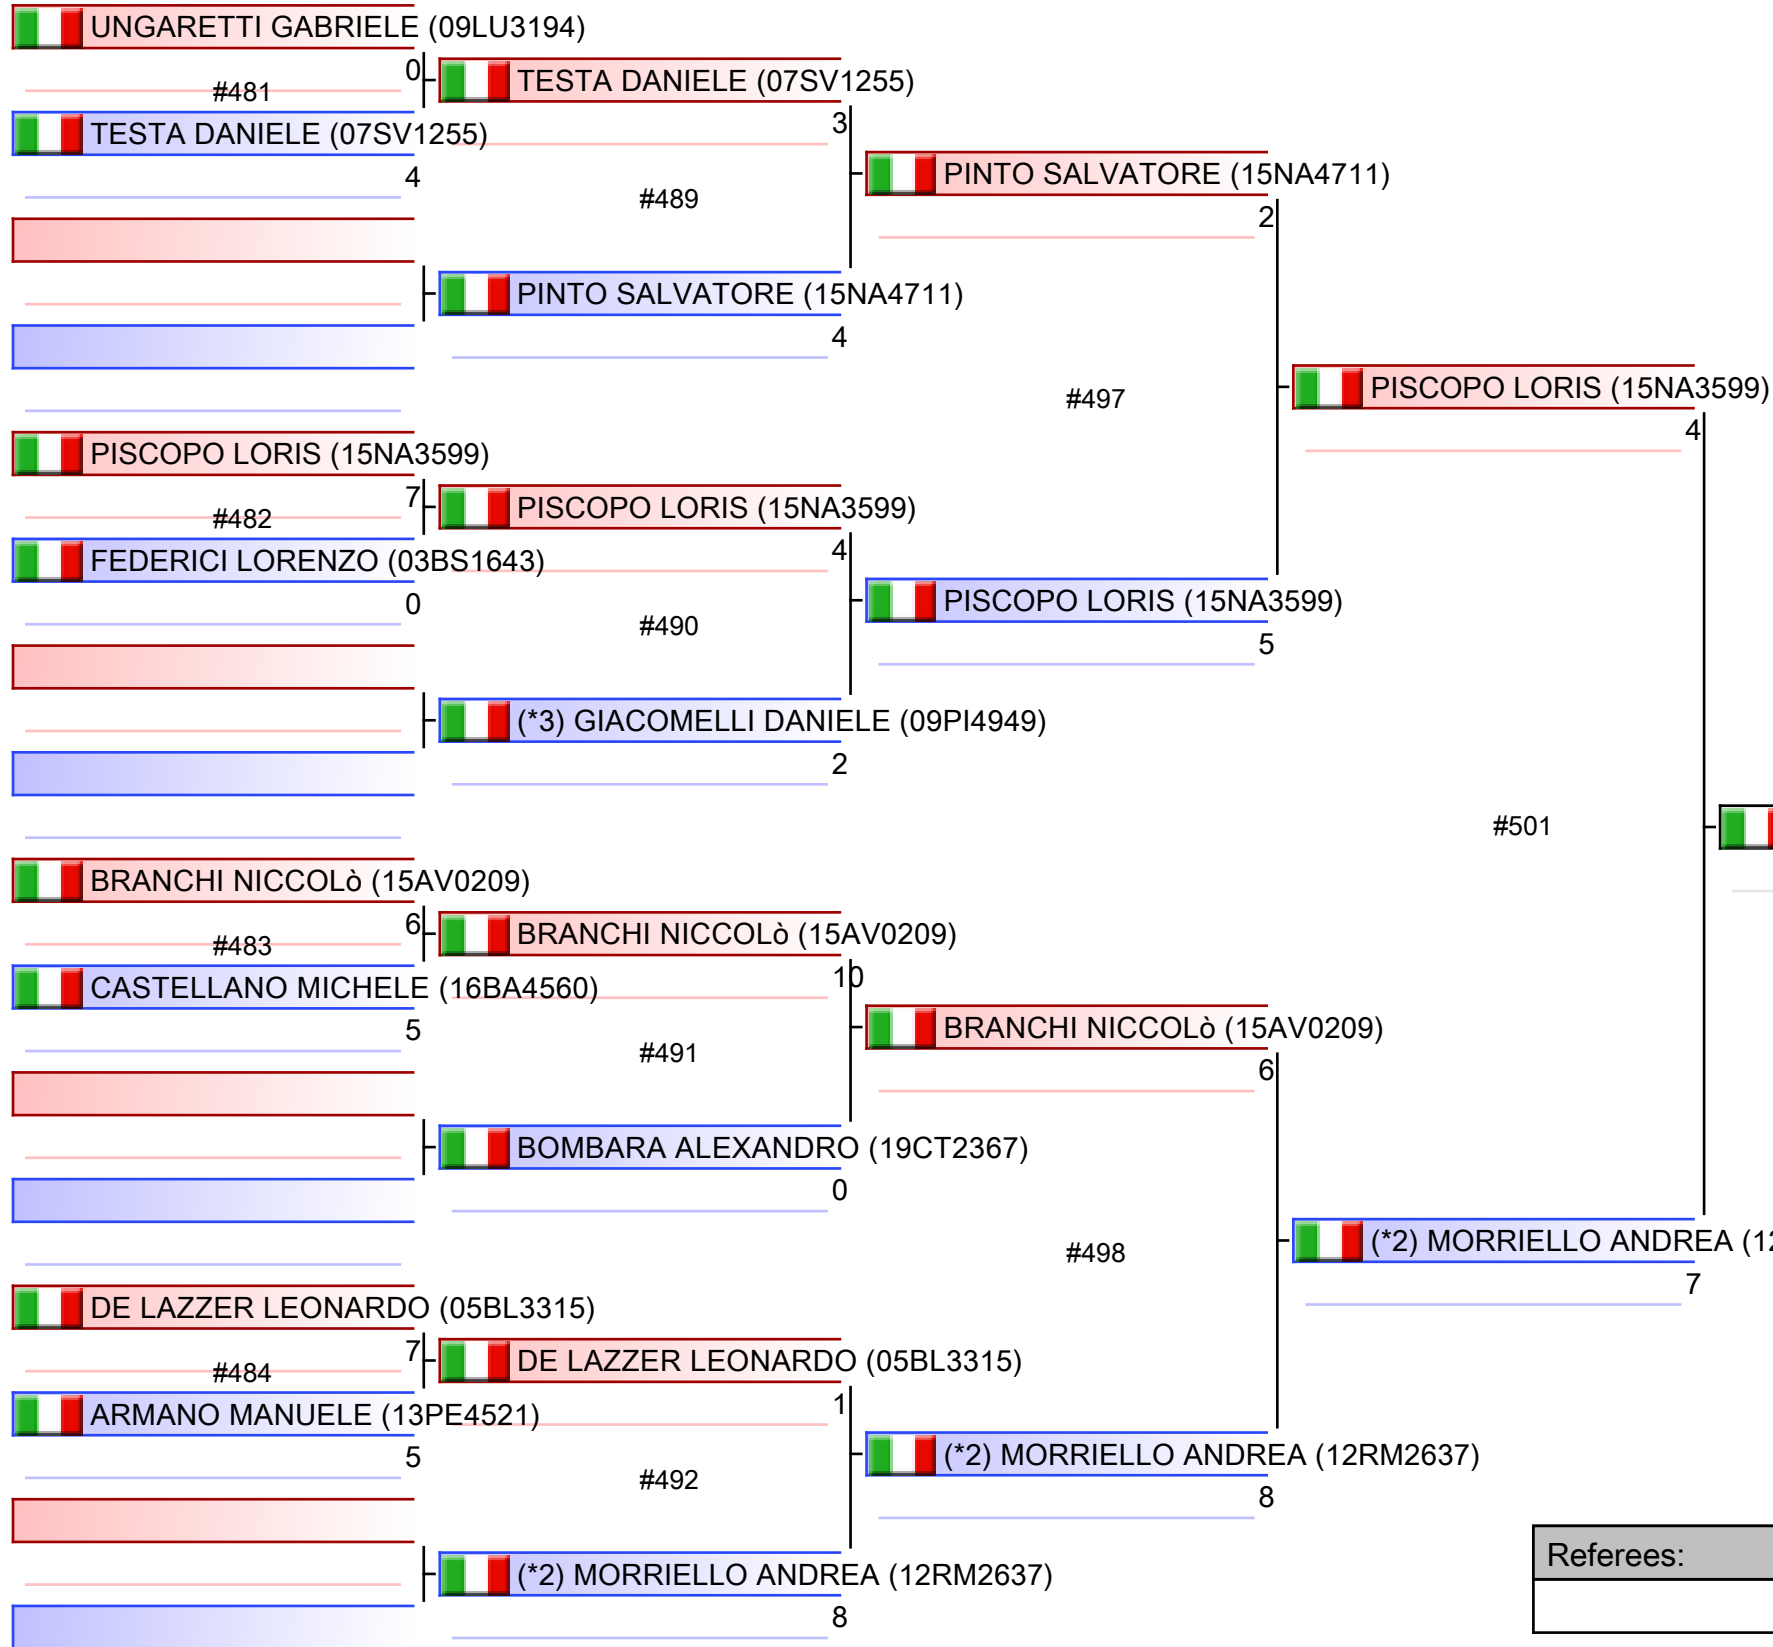 UNGARETTI GABRIELE (09LU3194)
0
#481
TESTA DANIELE (07SV1255)
4
TESTA DANIELE (07SV1255)
3
#489
PINTO SALVATORE (15NA4711)
4
PINTO SALVATORE (15NA4711)
2
#497
PISCOPO LORIS (15NA3599)
4
PISCOPO LORIS (15NA3599)
7
#482
FEDERICI LORENZO (03BS1643)
0
PISCOPO LORIS (15NA3599)
4
#490
(*3) GIACOMELLI DANIELE (09PI4949)
2
PISCOPO LORIS (15NA3599)
5
#501
BRANCHI NICCOLò (15AV0209)
6
#483
CASTELLANO MICHELE (16BA4560)
5
BRANCHI NICCOLò (15AV0209)
10
#491
BOMBARA ALEXANDRO (19CT2367)
0
BRANCHI NICCOLò (15AV0209)
6
#498
(*2) MORRIELLO ANDREA (12
7
DE LAZZER LEONARDO (05BL3315)
7
#484
ARMANO MANUELE (13PE4521)
5
DE LAZZER LEONARDO (05BL3315)
1
#492
(*2) MORRIELLO ANDREA (12RM2637)
8
(*2) MORRIELLO ANDREA (12RM2637)
8
Referees: